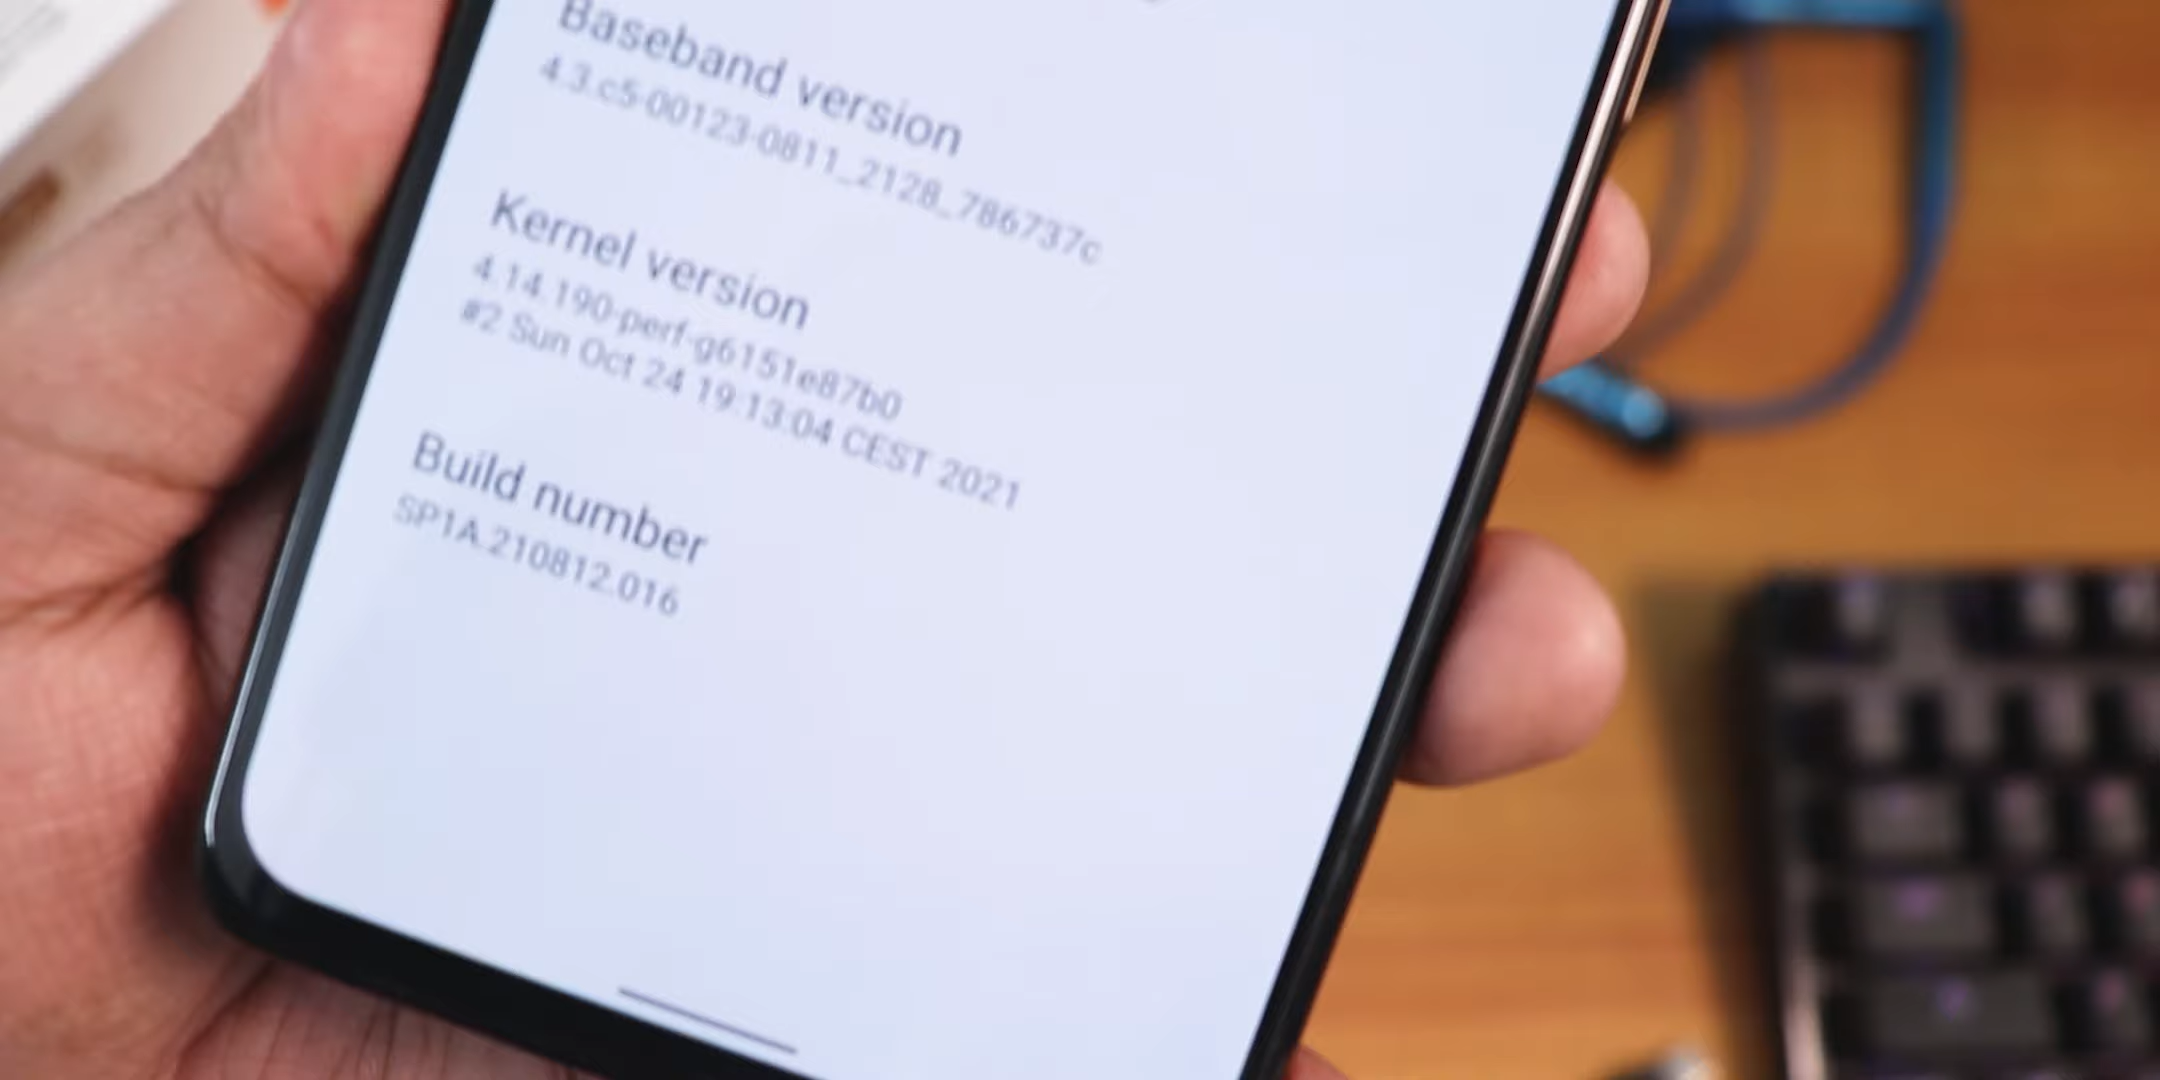 Baseband version
4.3.c5-00123-0811_2128_786737c
Kernel version
4.14.190-perf-g6151e87b0
#2 Sun Oct 24 19:13:04 CEST 2021
Build number
SP1A.210812.016